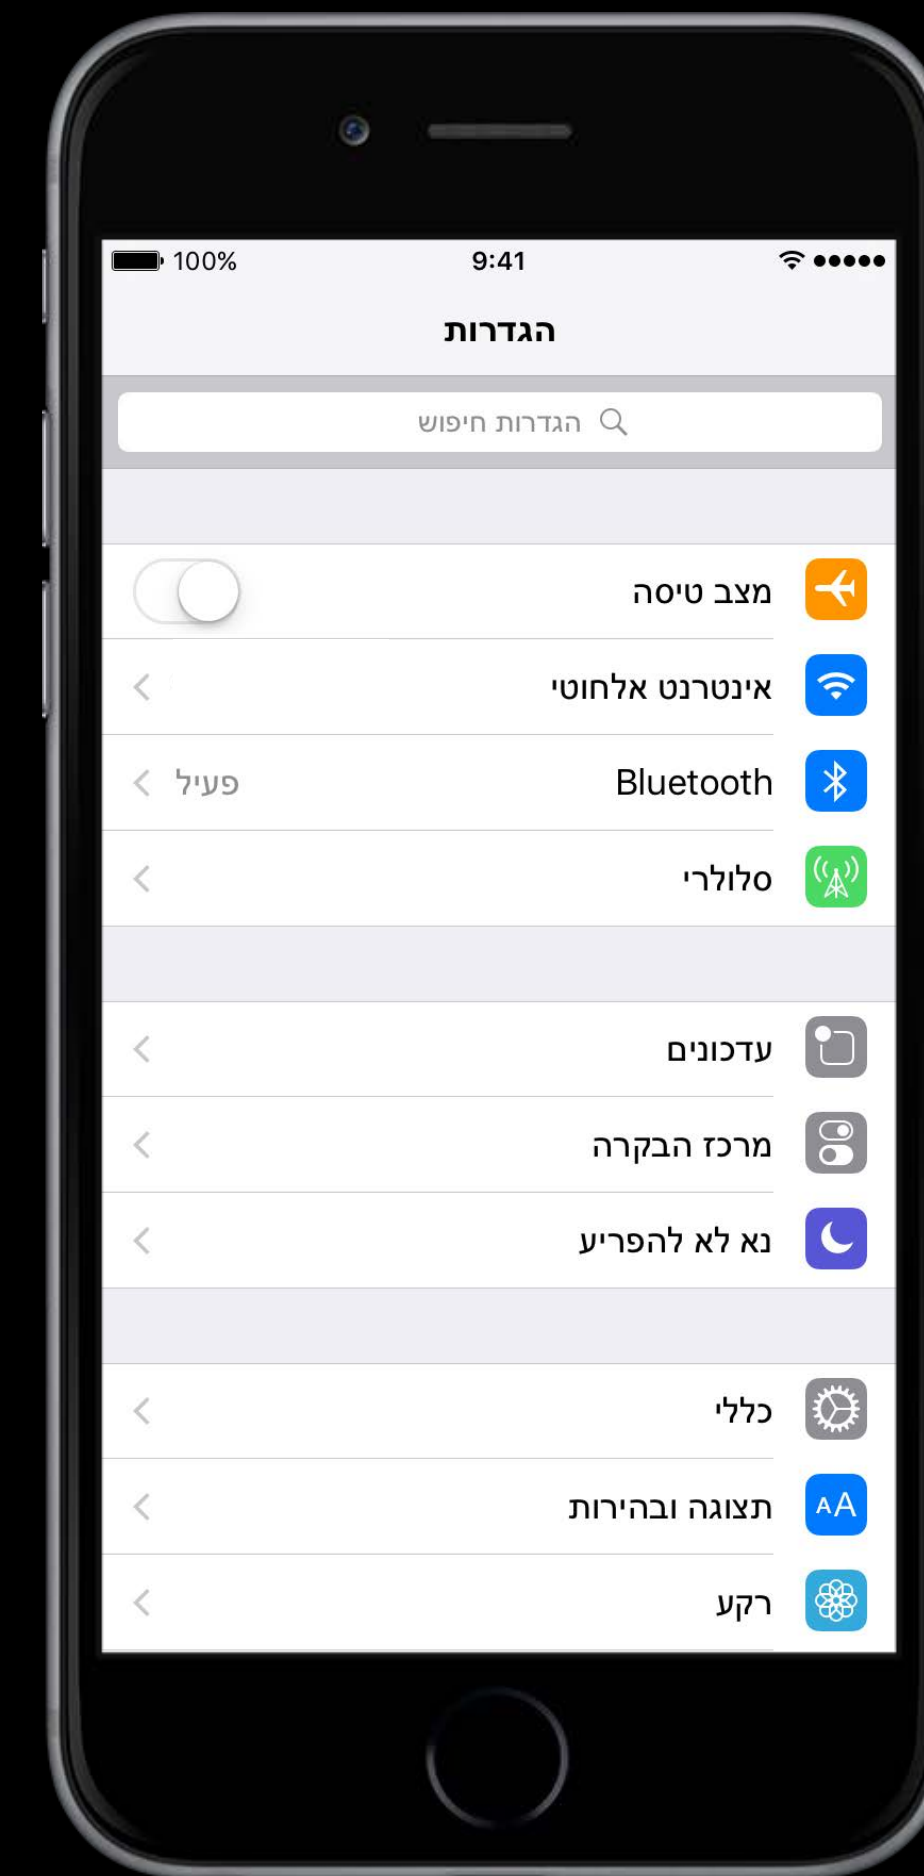 100%
9:41
הגדרות
הגדרות חיפוש
מצב טיסה
אינטרנט אלחוטי
Bluetooth
פעיל
סלולרי
עדכונים
מרכז הבקרה
נא לא להפריע
כללי
AA
תצוגה ובהירות
רקע